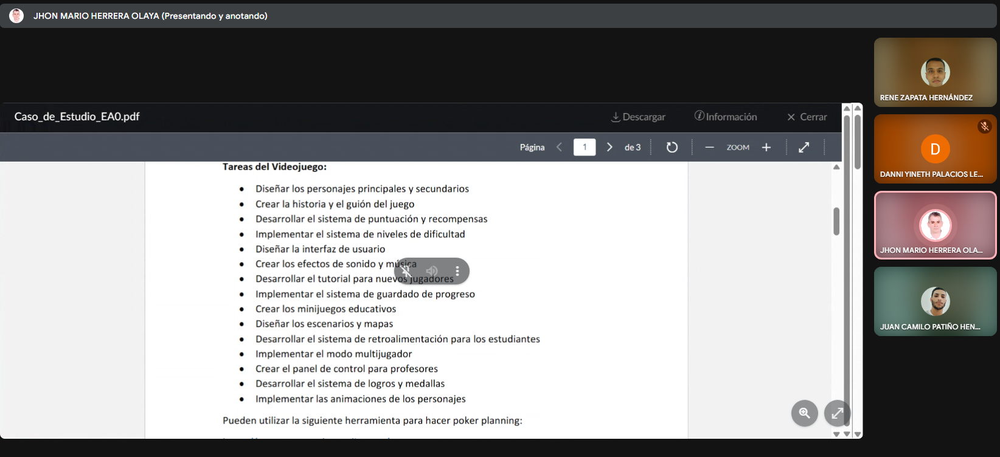 JHON MARIO HERRERA OLAYA (Presentando y anotando)
Caso_de_Estudio_EA0.pdf
Descargar
Información
Cerrar
Página
1
de 3
ZOOM
Tareas del Videojuego:
Diseñar los personajes principales y secundarios
Crear la historia y el guión del juego
Desarrollar el sistema de puntuación y recompensas
Implementar el sistema de niveles de dificultad
Diseñar la interfaz de usuario
Crear los efectos de sonido y música
Desarrollar el tutorial para nuevos jugadores
Implementar el sistema de guardado de progreso
Crear los minijuegos educativos
Diseñar los escenarios y mapas
Desarrollar el sistema de retroalimentación para los estudiantes
Implementar el modo multijugador
Crear el panel de control para profesores
Desarrollar el sistema de logros y medallas
Implementar las animaciones de los personajes
Pueden utilizar la siguiente herramienta para hacer poker planning:
RENE ZAPATA HERNÁNDEZ
D
DANNI YINETH PALACIOS LE...
JHON MARIO HERRERA OLA...
JUAN CAMILO PATIÑO HEN...